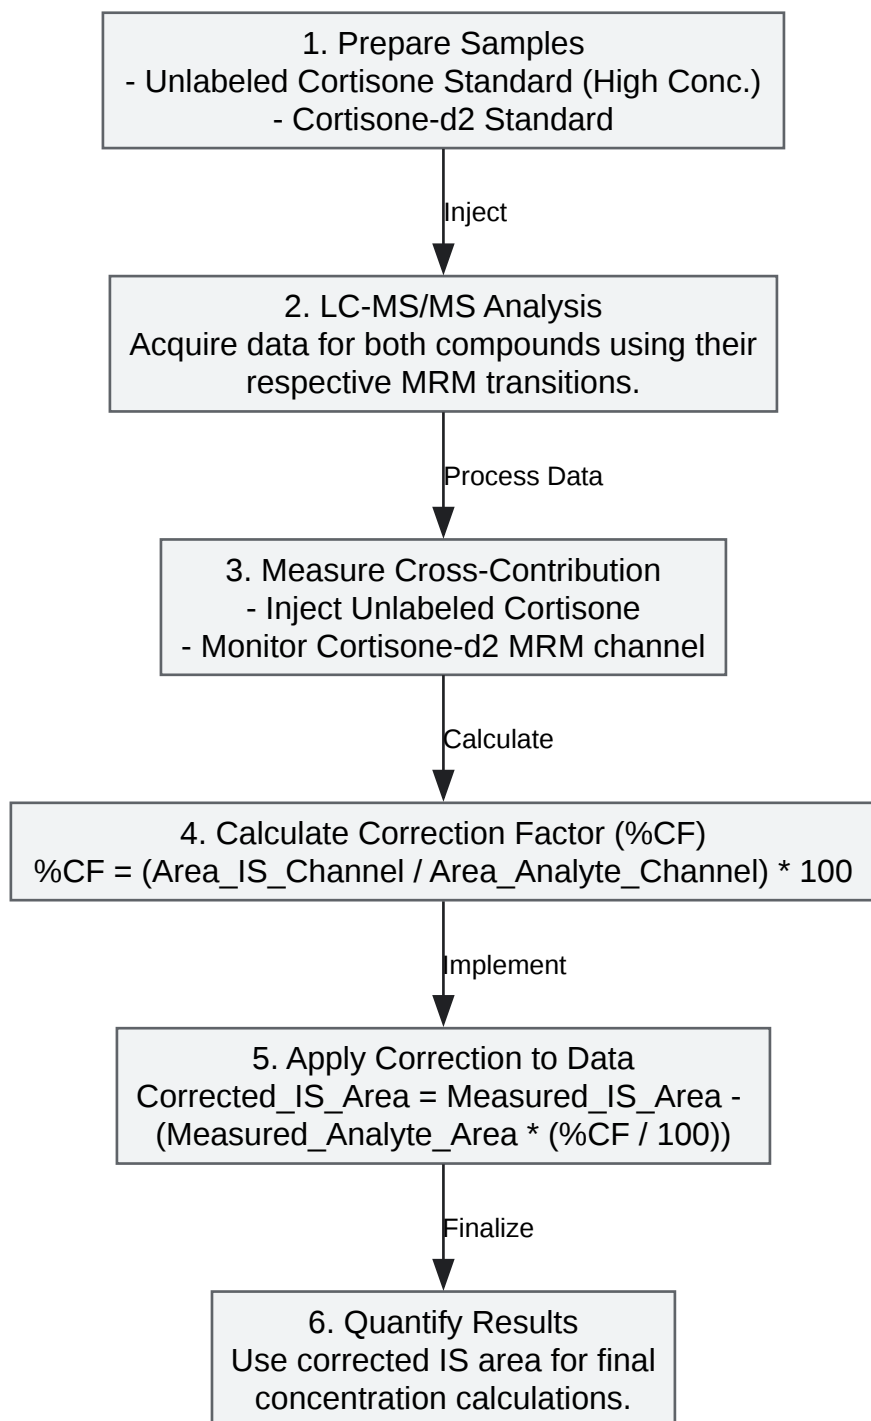 1. Prepare Samples
- Unlabeled Cortisone Standard (High Conc.)
- Cortisone-d2 Standard
Inject
2. LC-MS/MS Analysis
Acquire data for both compounds using their
respective MRM transitions.
Process Data
3. Measure Cross-Contribution
- Inject Unlabeled Cortisone
- Monitor Cortisone-d2 MRM channel
Calculate
4. Calculate Correction Factor (%CF)
%CF = (Area_IS_Channel / Area_Analyte_Channel) * 100
Implement
5. Apply Correction to Data
Corrected_IS_Area = Measured_IS_Area -
(Measured_Analyte_Area * (%CF / 100))
Finalize
6. Quantify Results
Use corrected IS area for final
concentration calculations.